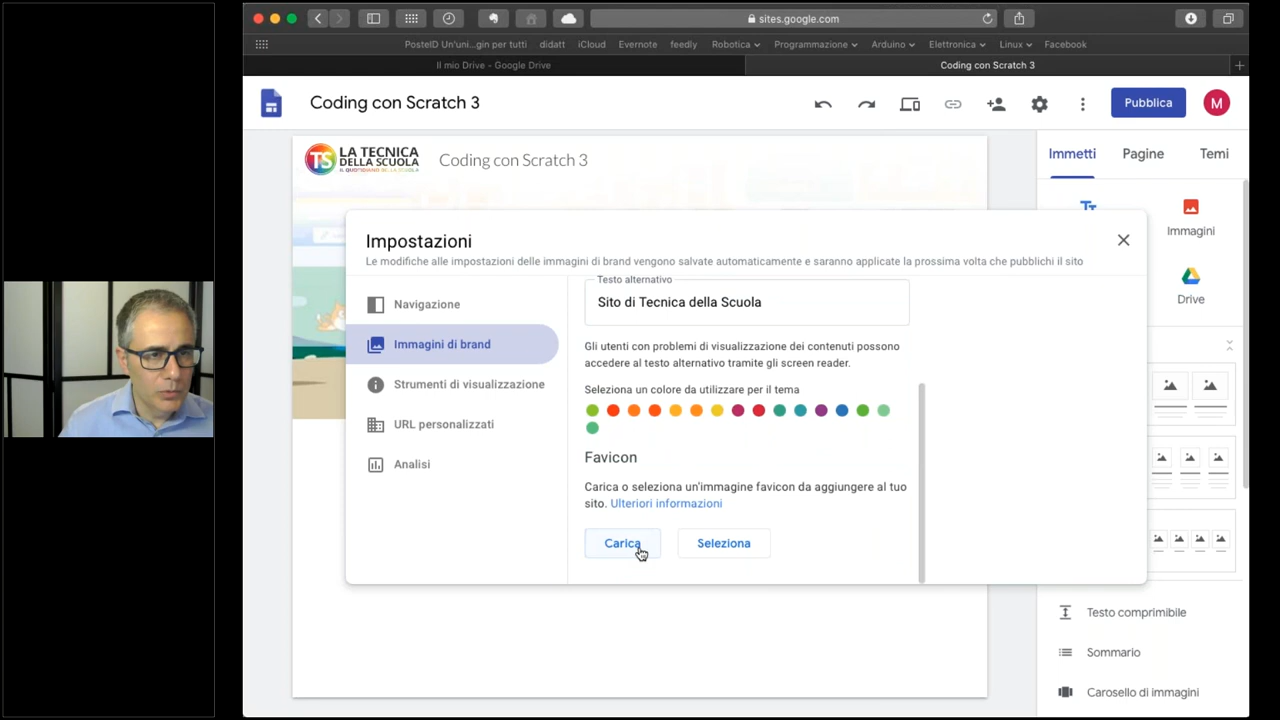 sites.google.com
PosteID Un'uni...gin per tutti
didatt
iCloud
Evernote
feedly
Robotica
Programmazione
Arduino
Elettronica
Linux
Facebook
Il mio Drive - Google Drive
Coding con Scratch 3
Coding con Scratch 3
Pubblica
M
TS
LA TECNICA
DELLA SCUOLA
IL QUOTIDIANO DELLA SCUOLA
Coding con Scratch 3
Immetti
Pagine
Temi
Tт
Immagini
Drive
Impostazioni
Le modifiche alle impostazioni delle immagini di brand vengono salvate automaticamente e saranno applicate la prossima volta che pubblichi il sito
Navigazione
Immagini di brand
Strumenti di visualizzazione
URL personalizzati
Analisi
Testo alternativo
Sito di Tecnica della Scuola
Gli utenti con problemi di visualizzazione dei contenuti possono
accedere al testo alternativo tramite gli screen reader.
Seleziona un colore da utilizzare per il tema
Favicon
Carica o seleziona un'immagine favicon da aggiungere al tuo
sito. Ulteriori informazioni
Carica
Seleziona
Testo comprimibile
Sommario
Carosello di immagini